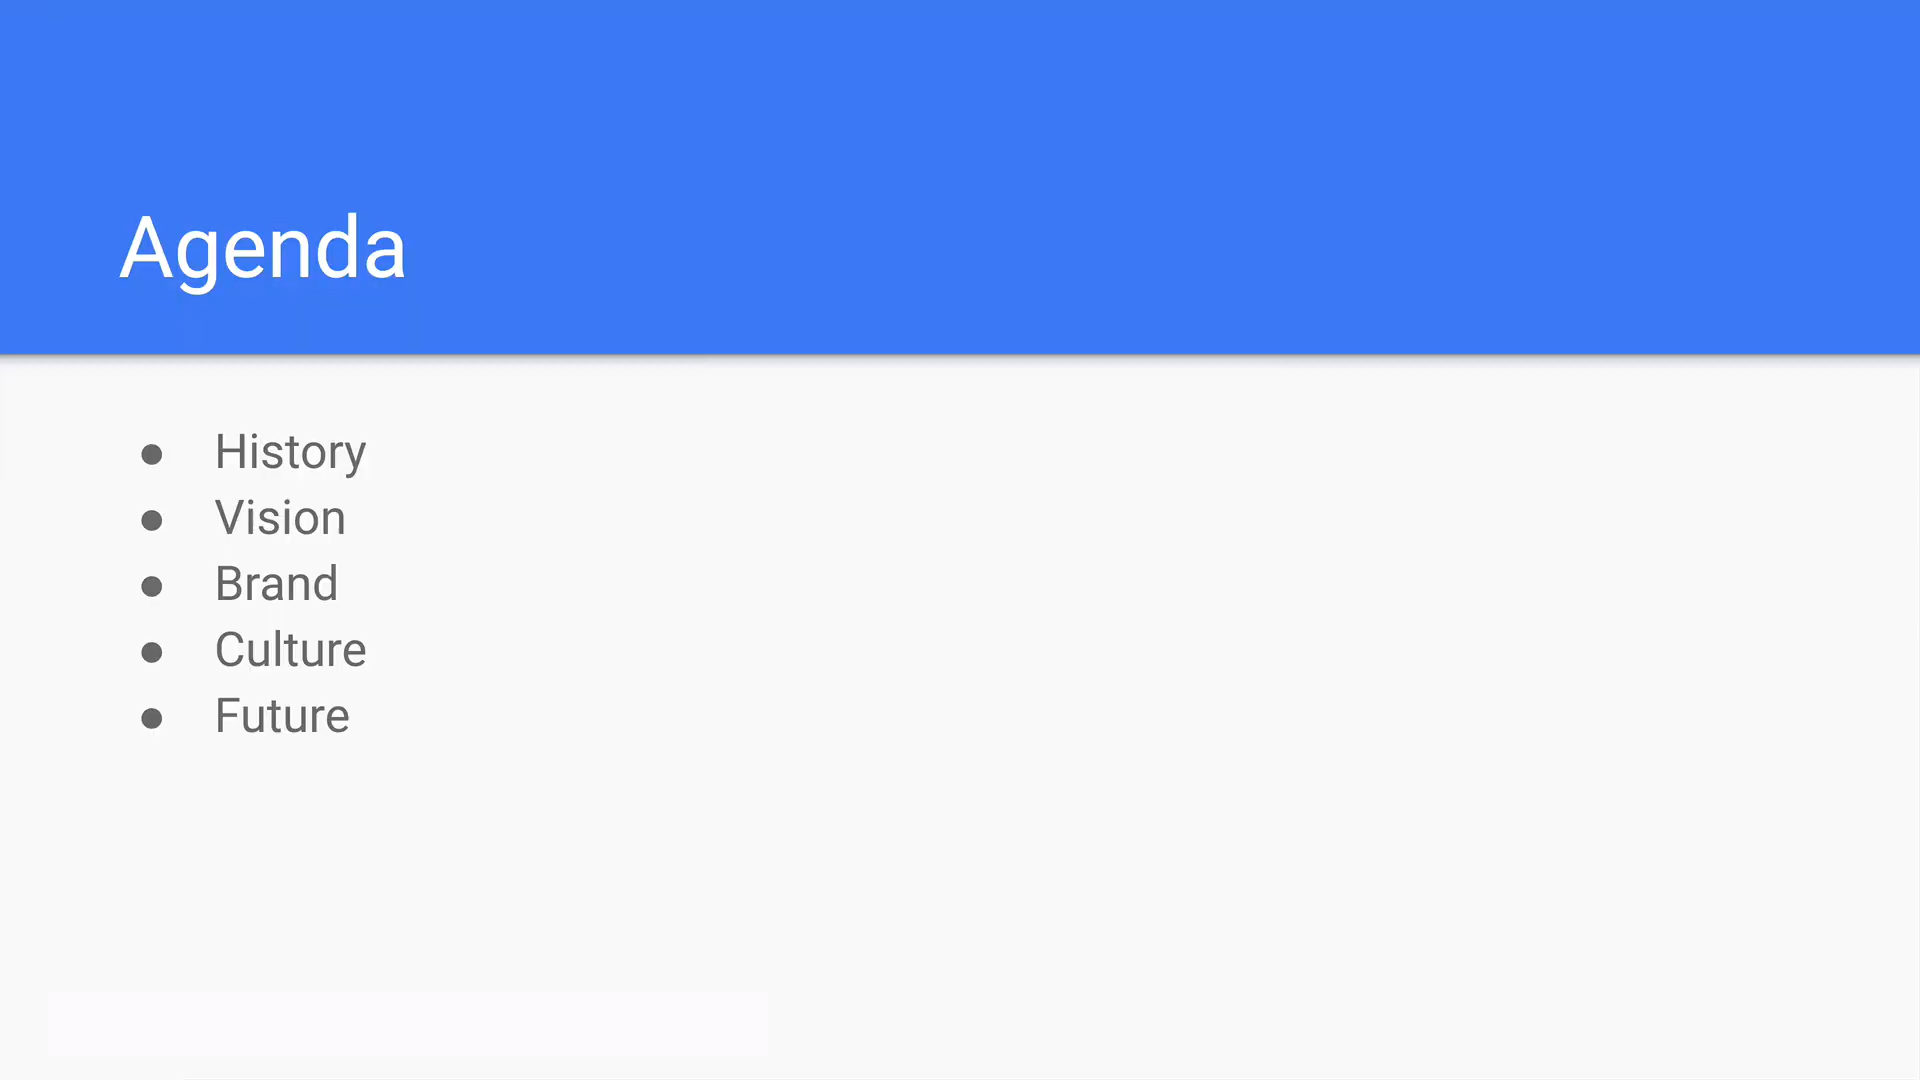 Agenda
● History
● Vision
● Brand
● Culture
● Future